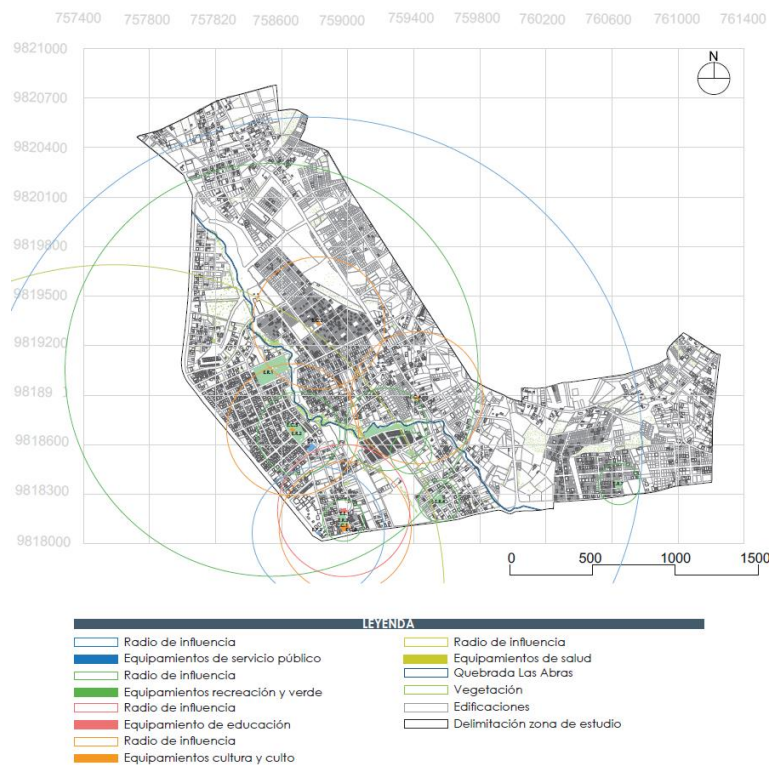 757400 757800 757820 758600 759000 759400 759800 760200 760600 761400
9821000
N
9820700
9820400
9820100
9819800
9819500
9819200
98189
9818600
9818300
9818000
0 500 1000 1500
LEYENDA
Radio de influencia
Equipamientos de servicio público
Radio de influencia
Equipamientos recreación y verde
Radio de influencia
Equipamiento de educación
Radio de influencia
Equipamientos cultura y culto
Radio de influencia
Equipamientos de salud
Quebrada Las Abras
Vegetación
Edificaciones
Delimitación zona de estudio